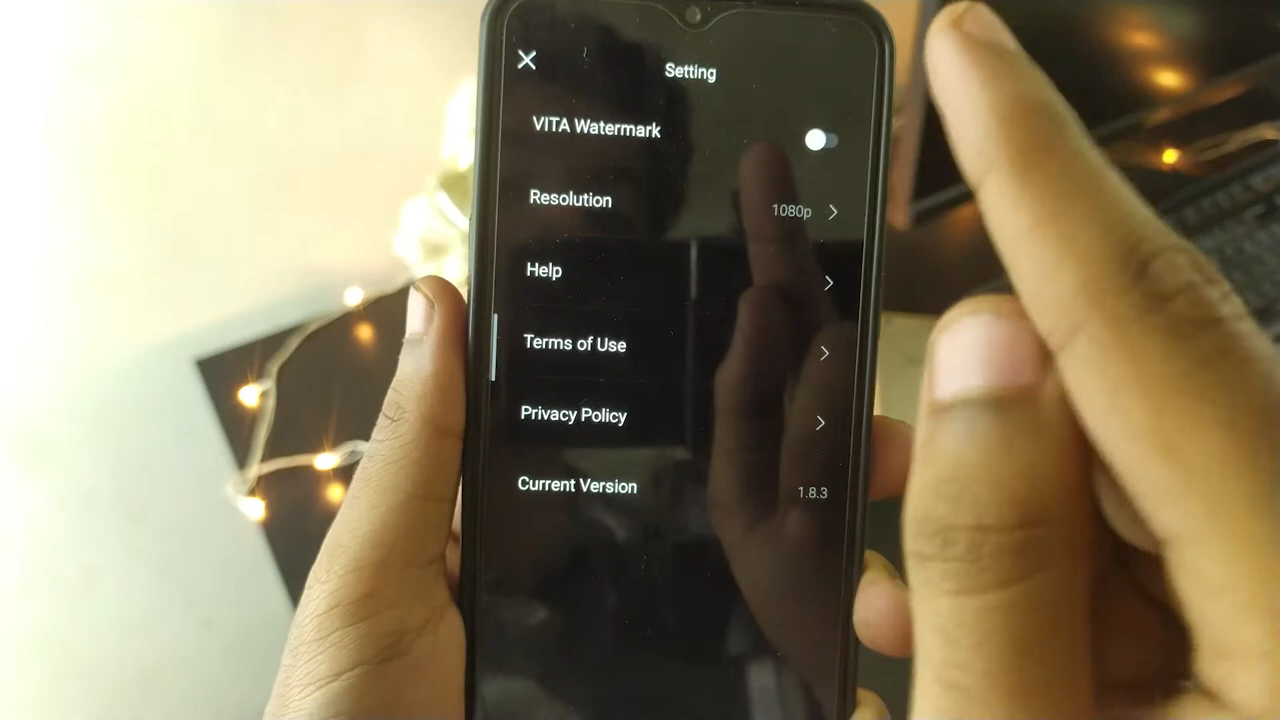 Setting
VITA Watermark
Resolution 1080p
Help
Terms of Use
Privacy Policy
Current Version 1.8.3